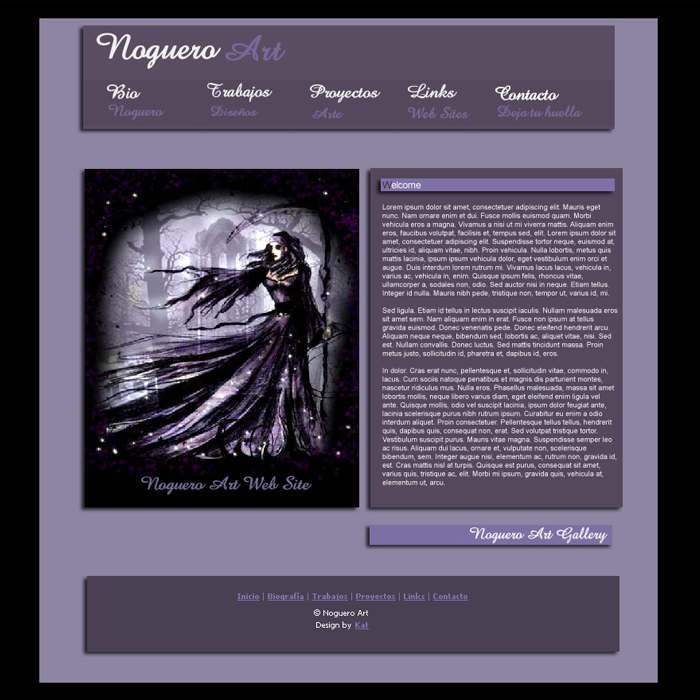 Noguero Art
Bio Trabajos Proyectos Links Contacto
Noguero Diseños Arte Web Sites Deja tu huella
Welcome
Lorem ipsum dolor sit amet, consectetuer adipiscing elit. Mauris eget
nunc. Nam ornare enim et dui. Fusce mollis euismod quam. Morbi
vehicula eros a magna. Vivamus a nisi ut mi viverra mattis. Aliquam enim
eros, faucibus volutpat, facilisis et, tempus sed, elit. Lorem ipsum dolor sit
amet, consectetuer adipiscing elit. Suspendisse tortor neque, euismod at,
ultricies id, aliquam vitae, nibh. Proin vehicula. Nulla lobortis, metus quis
mattis lacinia, ipsum ipsum vehicula dolor, eget vestibulum enim orci et
augue. Duis interdum lorem rutrum mi. Vivamus lacus lacus, vehicula in,
varius ac, vehicula in, enim. Quisque ipsum felis, rhoncus vitae,
ullamcorper a, sodales non, odio. Sed auctor nisi in neque. Etiam tellus.
Integer id nulla. Mauris nibh pede, tristique non, tempor ut, varius id, mi.
Sed ligula. Etiam id tellus in lectus suscipit iaculis. Nullam malesuada eros
sit amet sem. Nam aliquam enim in erat. Fusce non ipsum at tellus
gravida euismod. Donec venenatis pede. Donec eleifend hendrerit arcu.
Aliquam neque neque, bibendum sed, lobortis ac, aliquet vitae, nisi. Sed
est. Nullam convallis. Donec luctus. Sed mattis tincidunt massa. Proin
metus justo, sollicitudin id, pharetra et, dapibus id, eros.
In dolor. Cras erat nunc, pellentesque et, sollicitudin vitae, commodo in,
lacus. Cum sociis natoque penatibus et magnis dis parturient montes,
nascetur ridiculus mus. Nulla eros. Phasellus malesuada, massa sit amet
lobortis mollis, neque libero varius diam, eget eleifend enim ligula vel
ante. Quisque mollis, odio vel suscipit lacinia, ipsum dolor feugiat ante,
lacinia scelerisque purus nibh rutrum ipsum. Curabitur eu enim a odio
interdum aliquet. Proin consectetuer. Pellentesque tellus tellus, hendrerit
quis, dapibus quis, consequat non, erat. Sed volutpat tristique tortor.
Vestibulum suscipit purus. Mauris vitae magna. Suspendisse semper leo
ac risus. Aliquam dui lacus, ornare et, vulputate non, scelerisque
bibendum, sem. Integer augue nisi, elementum ac, rutrum non, gravida id,
est. Cras mattis nisl at turpis. Quisque est purus, consequat sit amet,
varius quis, tristique ac, elit. Morbi mi ipsum, gravida quis, vehicula at,
elementum ut, arcu.
Noguero Art Web Site
Noguero Art Gallery
Inicio | Biografía | Trabajos | Proyectos | Links | Contacto
© Noguero Art
Design by Kat